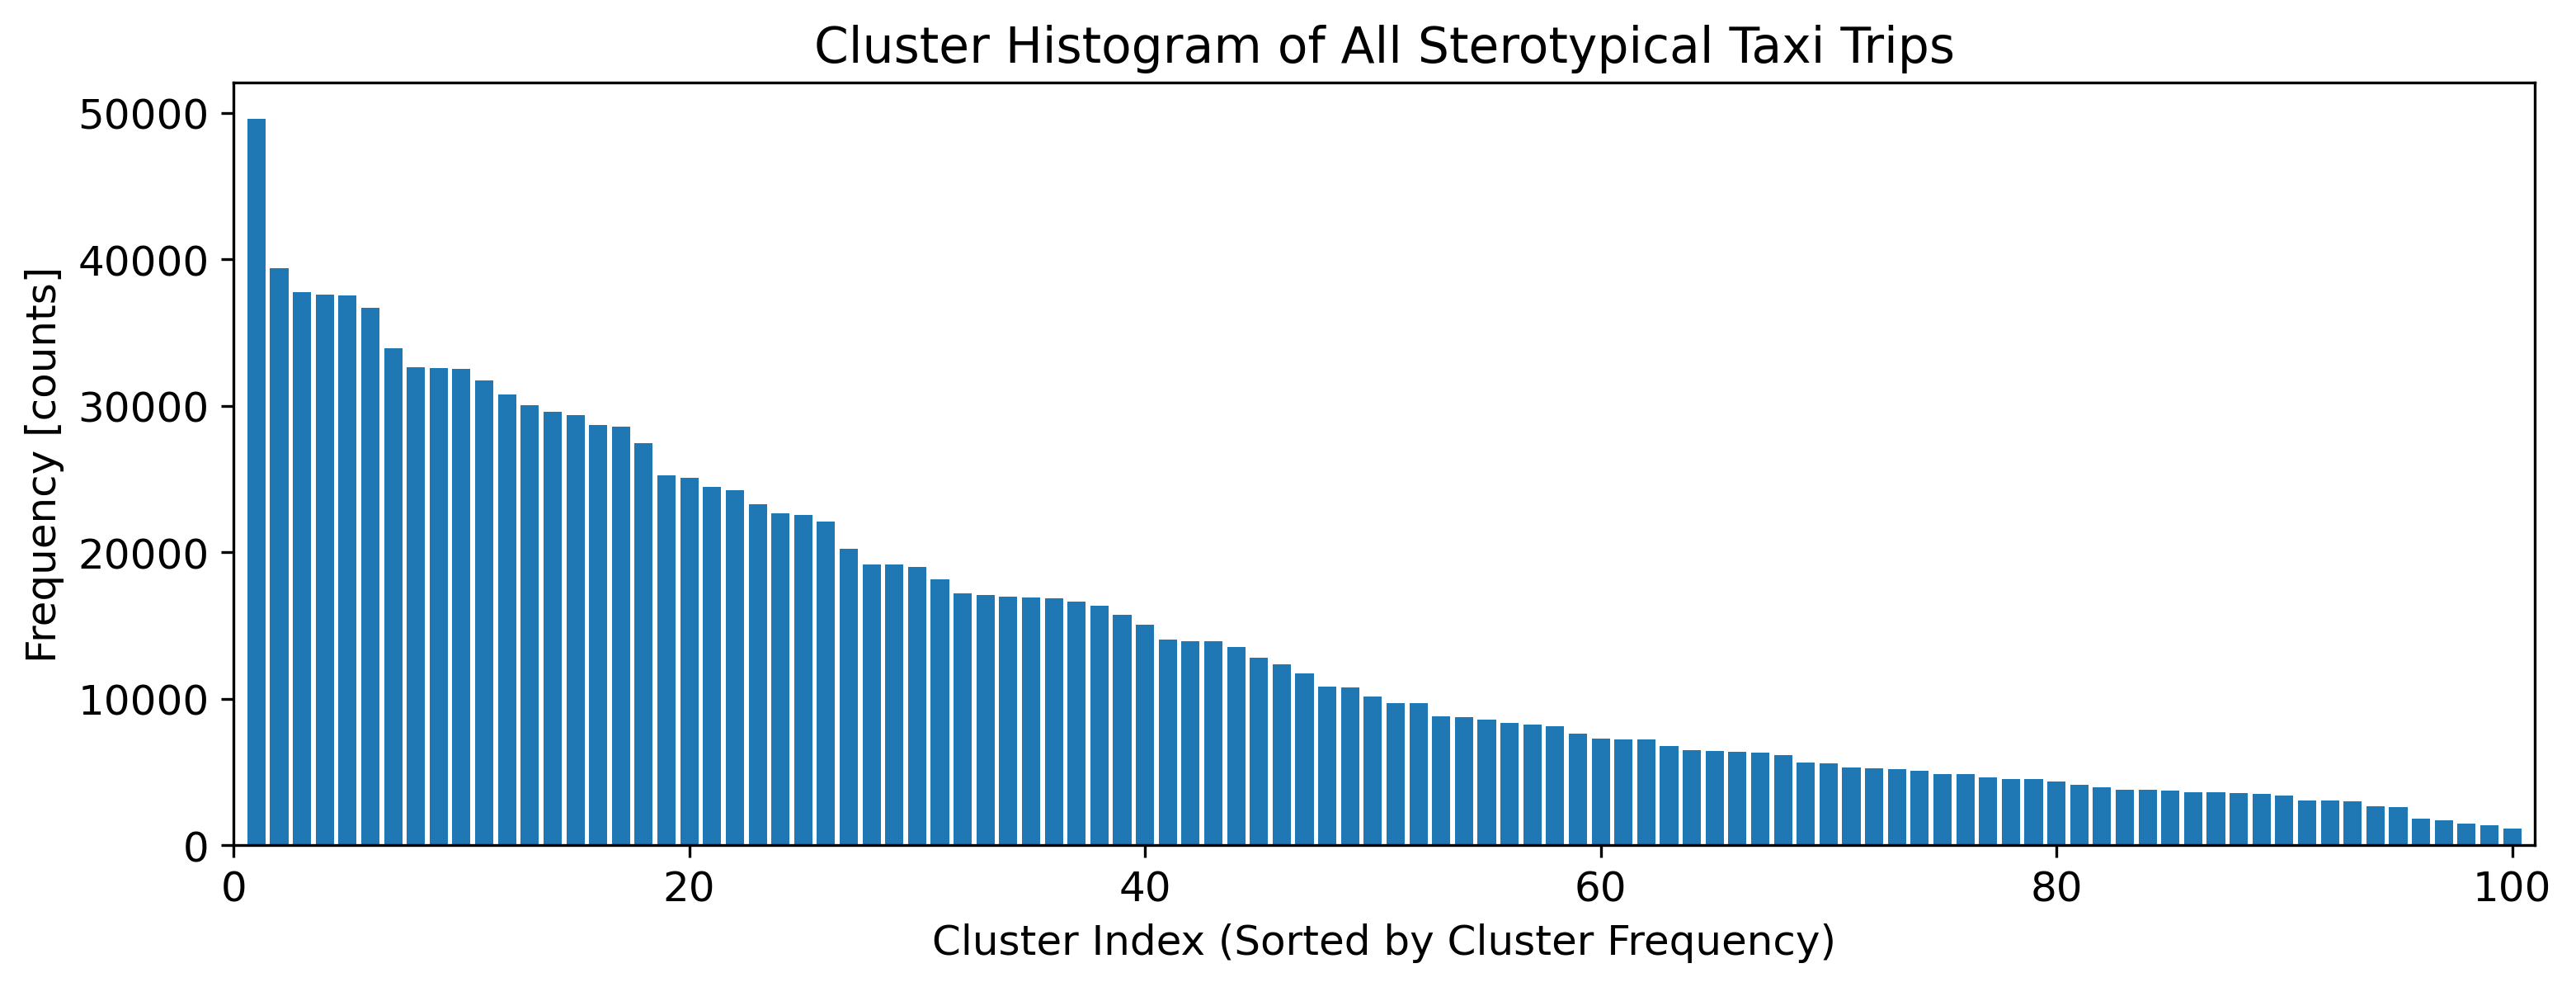 Cluster Histogram of All Sterotypical Taxi Trips
50000
40000
30000
20000
10000
0
Frequency [counts]
0 20 40 60 80 100
Cluster Index (Sorted by Cluster Frequency)